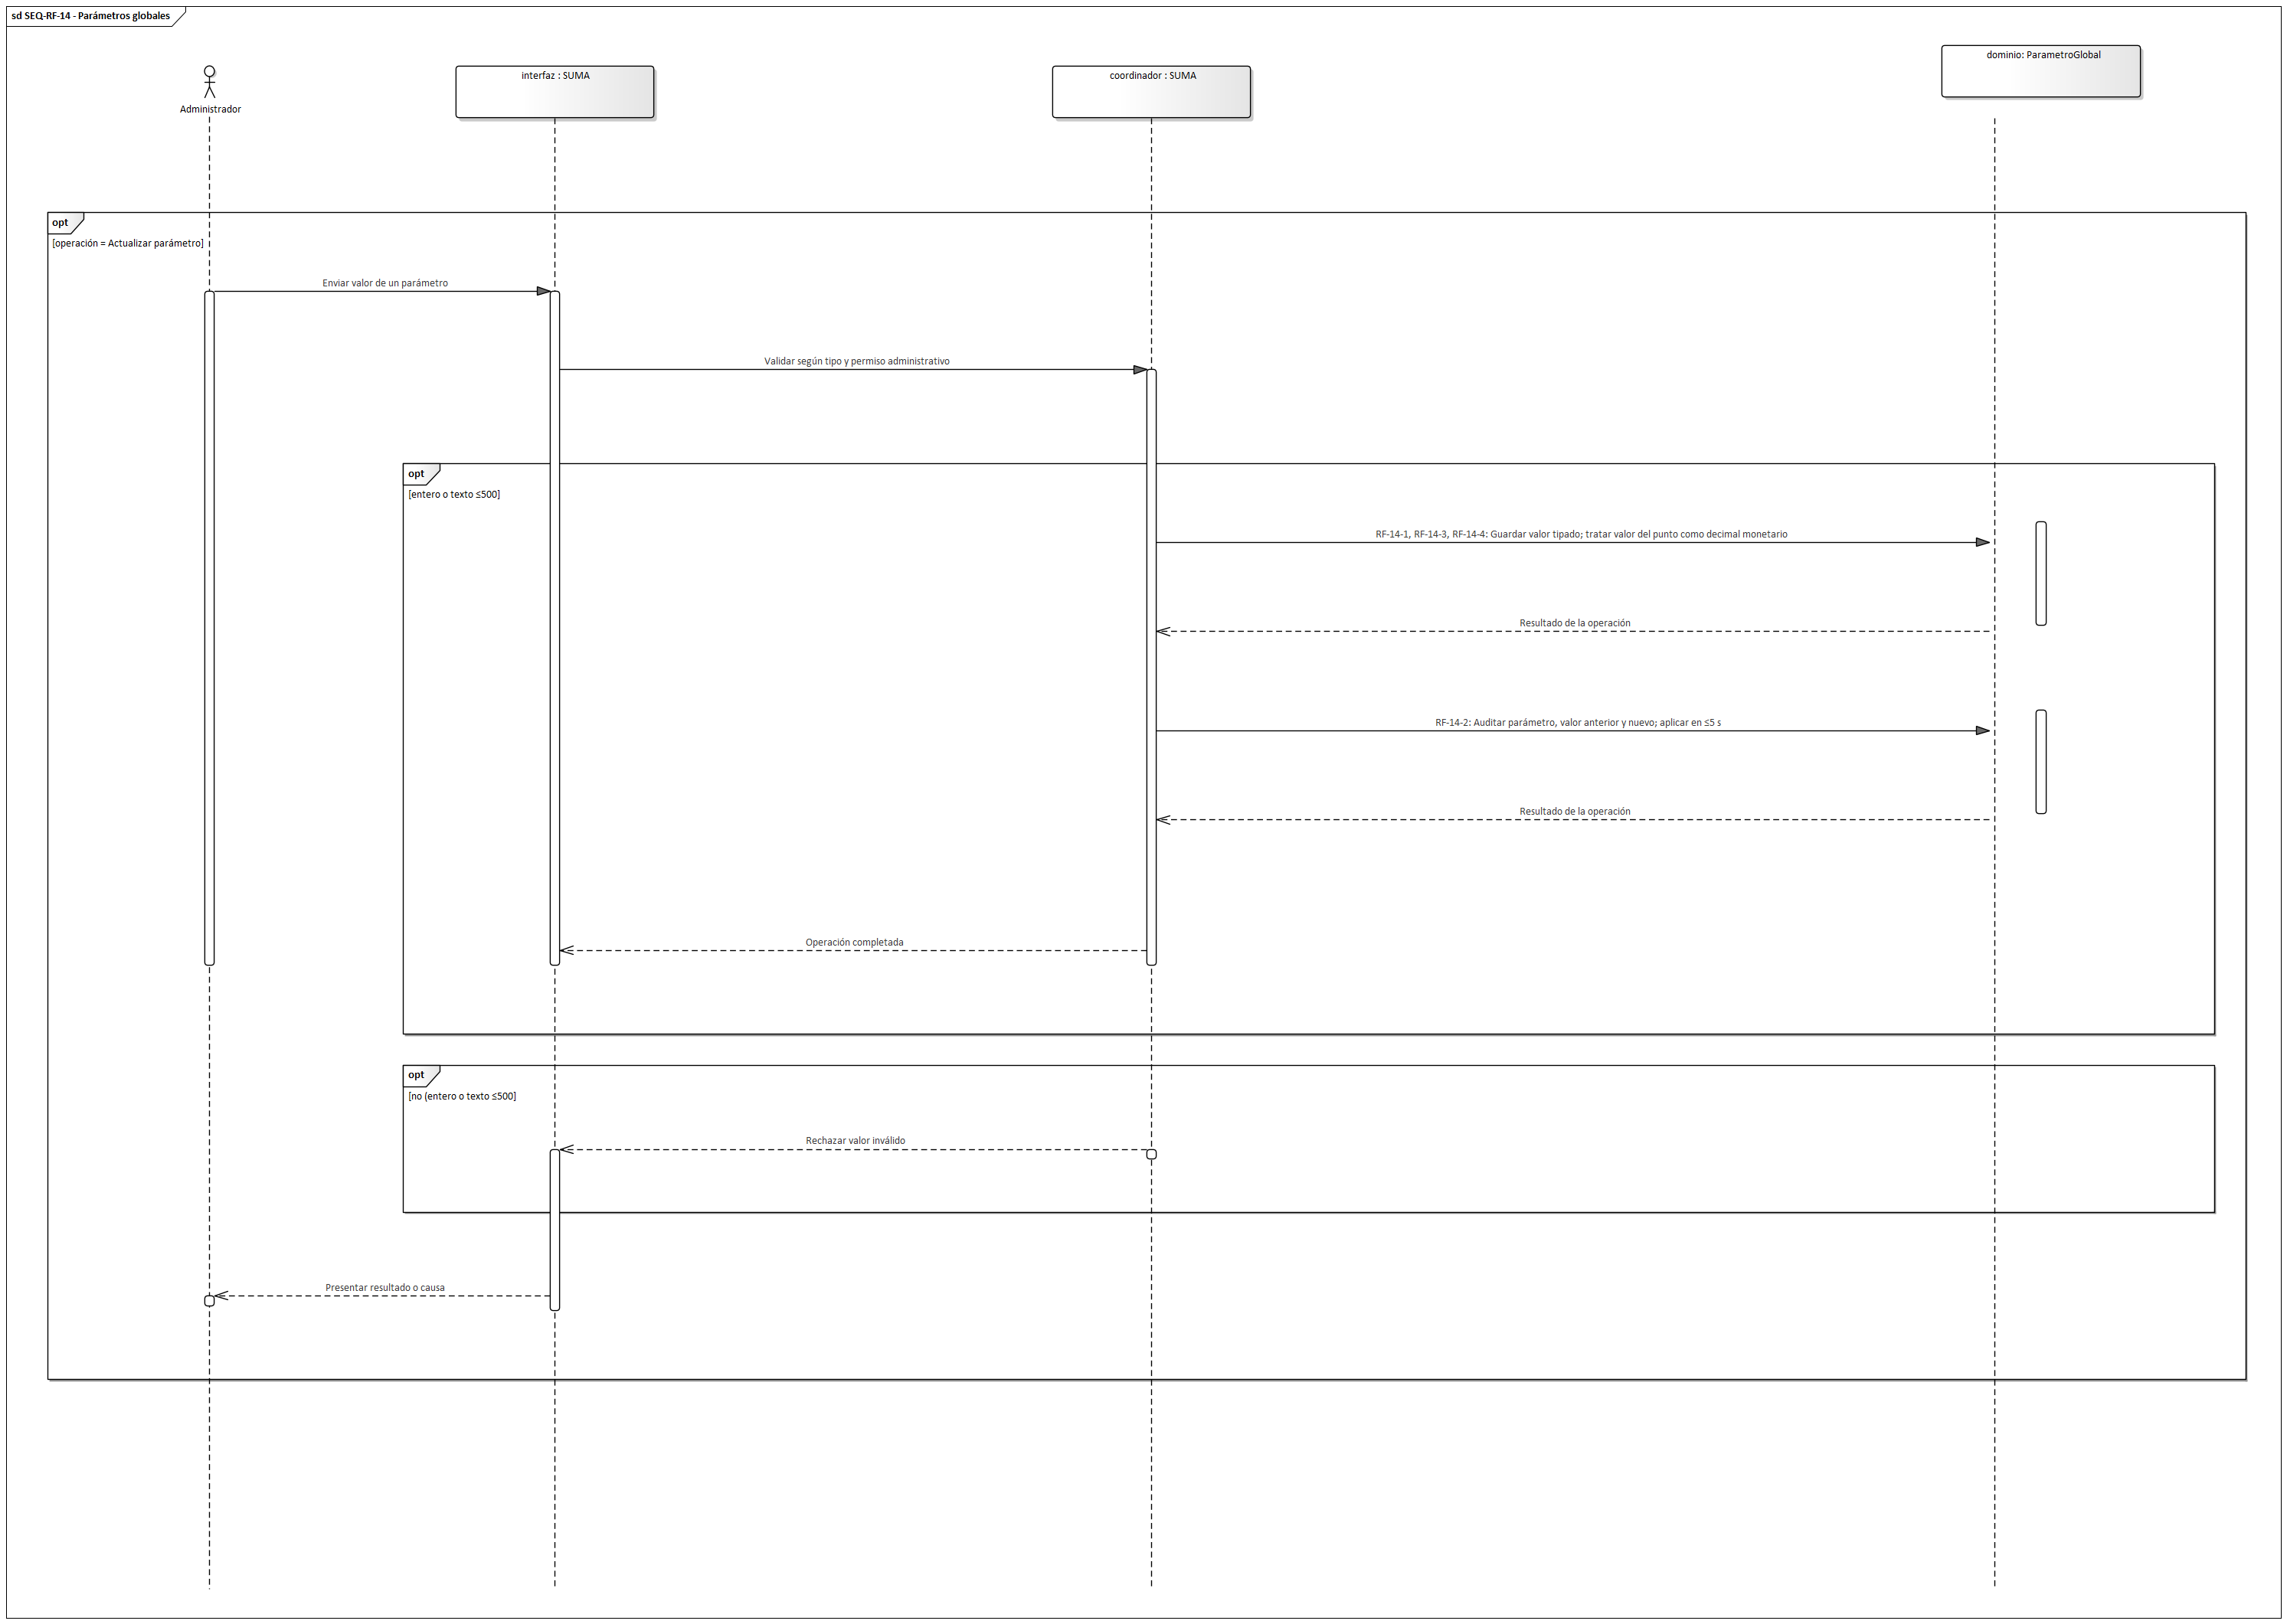 sd SEQ-RF-14 - Parámetros globales
dominio: ParametroGlobal
interfaz : SUMA
coordinador : SUMA
Administrador
opt
[operación = Actualizar parámetro]
Enviar valor de un parámetro
Validar según tipo y permiso administrativo
opt
[entero o texto ≤500]
RF-14-1, RF-14-3, RF-14-4: Guardar valor tipado; tratar valor del punto como decimal monetario
Resultado de la operación
RF-14-2: Auditar parámetro, valor anterior y nuevo; aplicar en ≤5 s
Resultado de la operación
Operación completada
opt
[no (entero o texto ≤500]
Rechazar valor inválido
Presentar resultado o causa